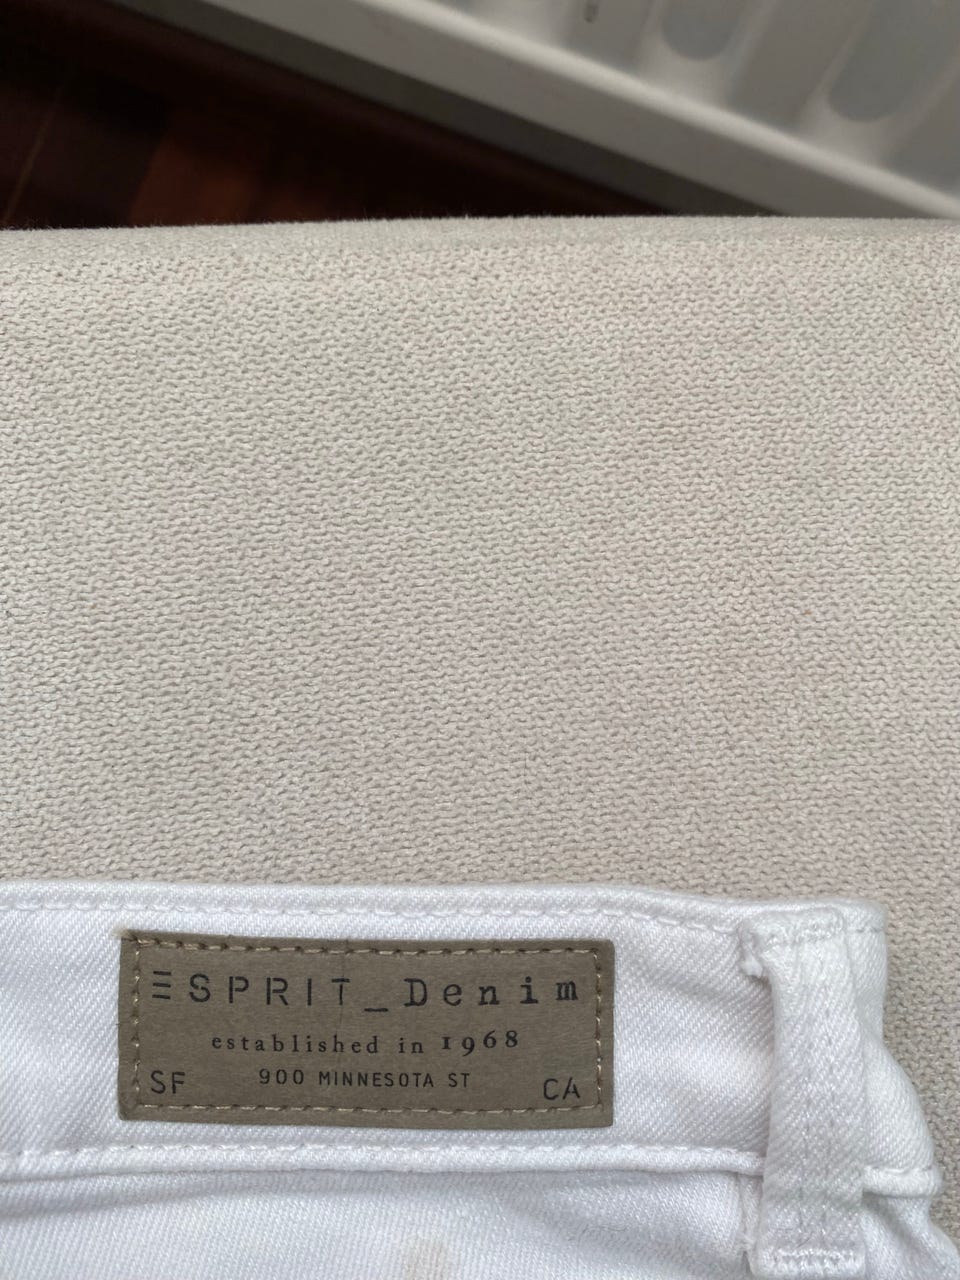 ESPRIT_Denim
established in 1968
900 MINNESOTA ST
SF CA